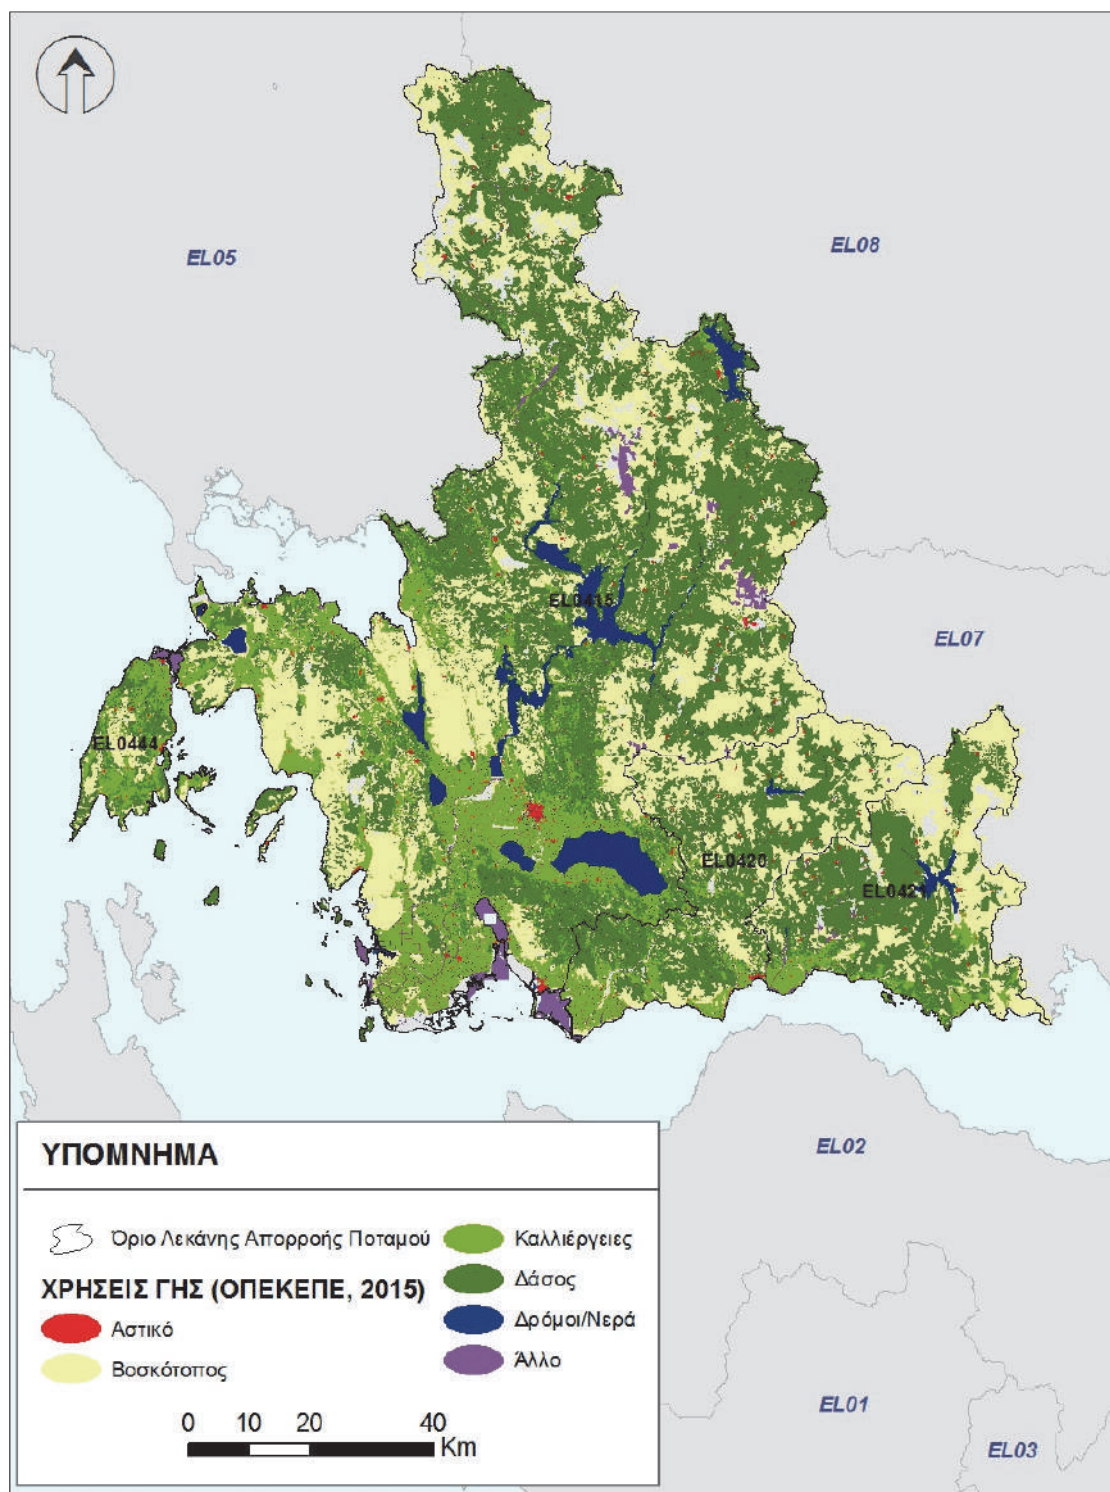 EL05
EL08
EL0415
EL07
EL0444
EL0420
EL0421
EL02
ΥΠΟΜΝΗΜΑ
Όριο Λεκάνης Απορροής Ποταμού
ΧΡΗΣΕΙΣ ΓΗΣ (ΟΠΕΚΕΠΕ, 2015)
Αστικό
Βοσκότοπος
Καλλιέργειες
Δάσος
Δρόμοι/Νερά
Άλλο
0 10 20 40
Km
EL01
EL03